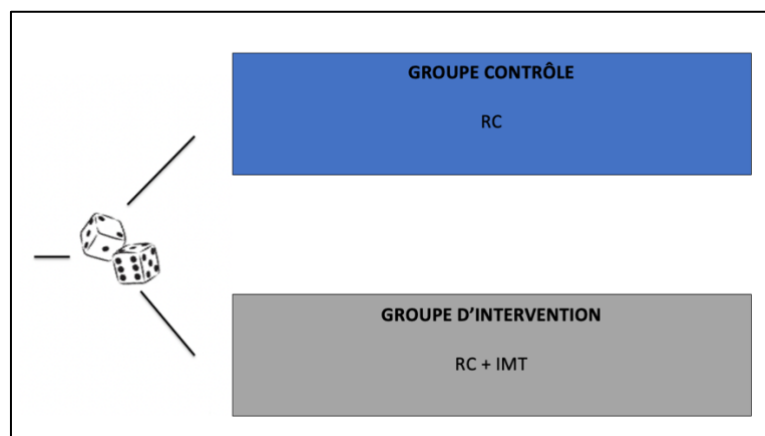 GROUPE CONTRÔLE
RC
GROUPE D’INTERVENTION
RC + IMT